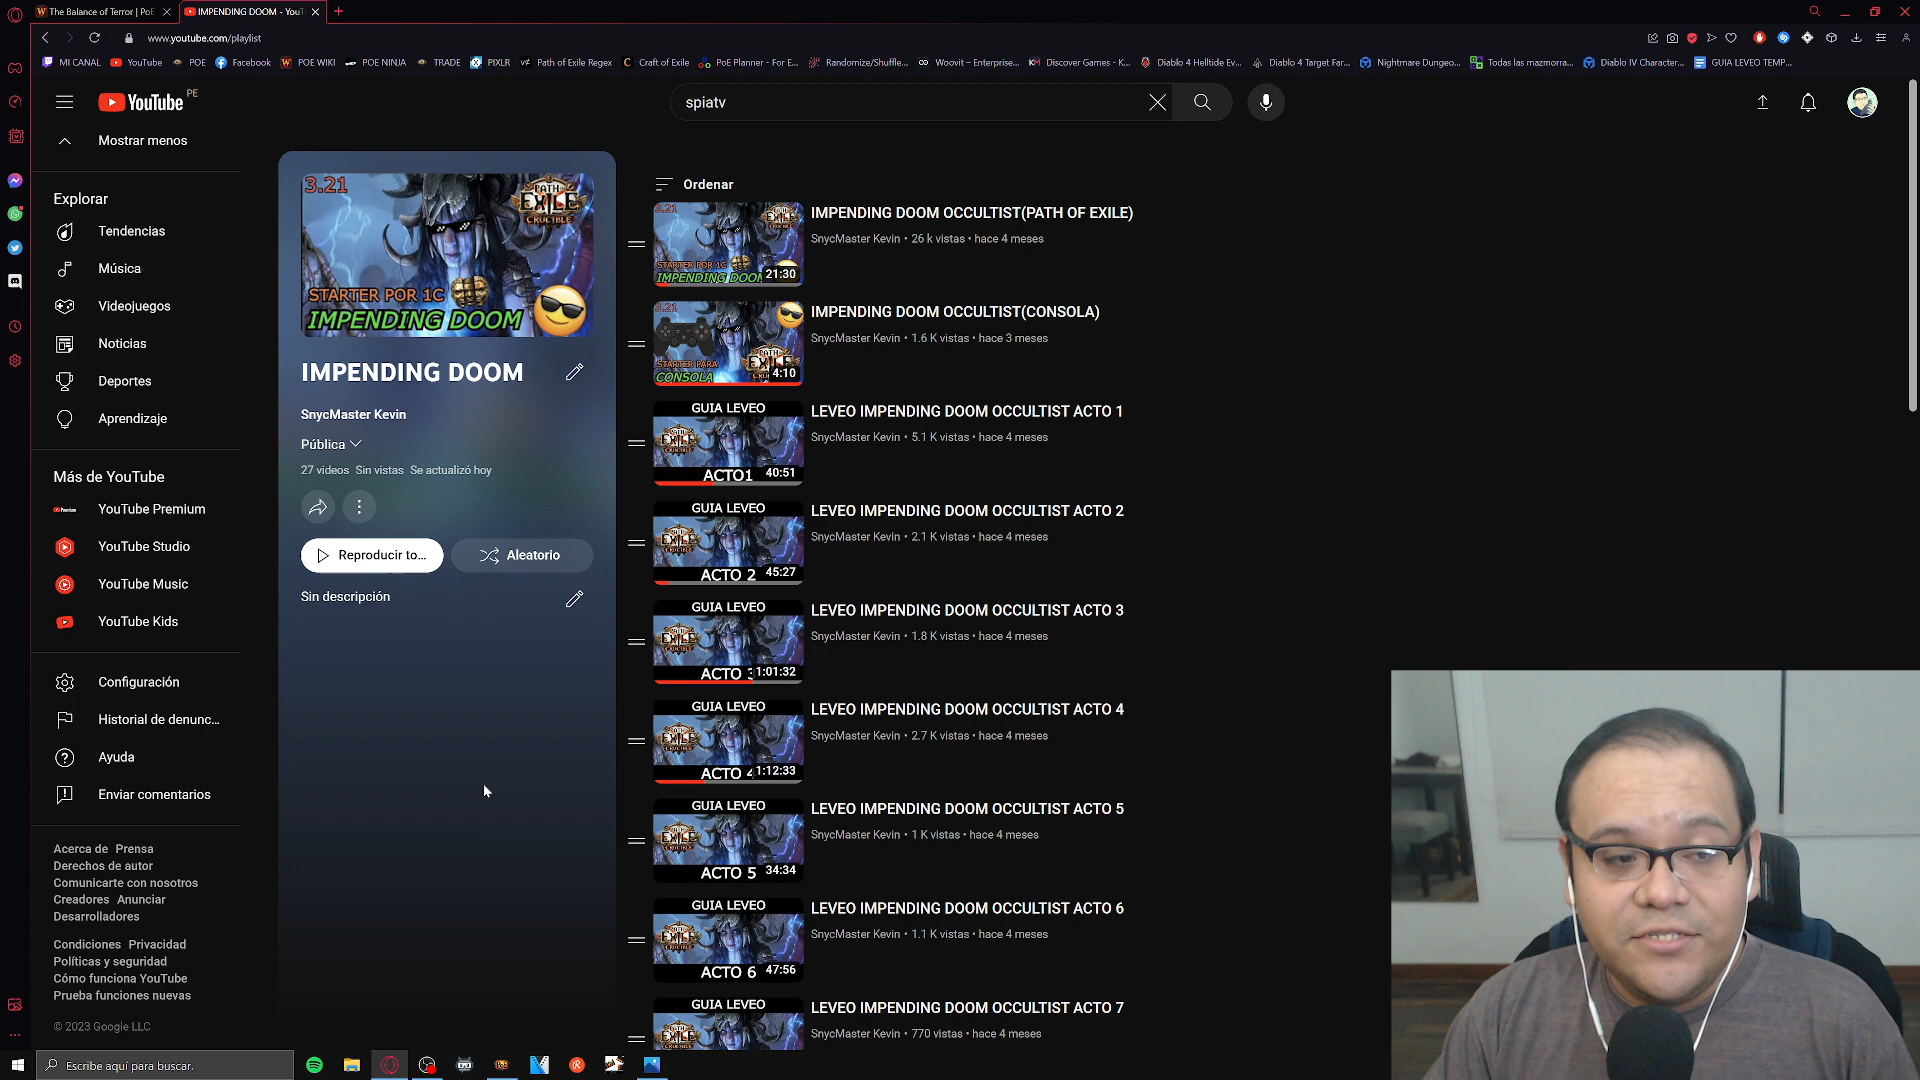 The Balance of Terror | PoE
IMPENDING DOOM - YouT
www.youtube.com/playlist
MI CANAL
YouTube
POE
Facebook
POE WIKI
POE NINJA
TRADE
PIXLR
Path of Exile Regex
Craft of Exile
PoE Planner - For E...
Randomize/Shuffle...
Woovit – Enterprise...
Discover Games - K...
Diablo 4 Helltide Ev...
Diablo 4 Target Far...
Nightmare Dungeo...
Todas las mazmorra...
Diablo IV Character...
GUIA LEVEO TEMP...
YouTube PE
spiatv
Mostrar menos
Explorar
Tendencias
Música
Videojuegos
Noticias
Deportes
Aprendizaje
Más de YouTube
YouTube Premium
YouTube Studio
YouTube Music
YouTube Kids
Configuración
Historial de denunc...
Ayuda
Enviar comentarios
Acerca de Prensa
Derechos de autor
Comunicarte con nosotros
Creadores Anunciar
Desarrolladores
Condiciones Privacidad
Políticas y seguridad
Cómo funciona YouTube
Prueba funciones nuevas
© 2023 Google LLC
3.21
PATH OF EXILE
CRUCIBLE
STARTER POR 1C
IMPENDING DOOM
IMPENDING DOOM
SnycMaster Kevin
Pública
27 videos Sin vistas Se actualizó hoy
Reproducir to...
Aleatorio
Sin descripción
Ordenar
3.21
STARTER POR 1C
IMPENDING DOOM
21:30
IMPENDING DOOM OCCULTIST(PATH OF EXILE)
SnycMaster Kevin • 26 k vistas • hace 4 meses
3.21
STARTER PARA
CONSOLA
4:10
IMPENDING DOOM OCCULTIST(CONSOLA)
SnycMaster Kevin • 1.6 K vistas • hace 3 meses
GUIA LEVEO
ACTO1
40:51
LEVEO IMPENDING DOOM OCCULTIST ACTO 1
SnycMaster Kevin • 5.1 K vistas • hace 4 meses
GUIA LEVEO
ACTO 2
45:27
LEVEO IMPENDING DOOM OCCULTIST ACTO 2
SnycMaster Kevin • 2.1 K vistas • hace 4 meses
GUIA LEVEO
ACTO 3
1:01:32
LEVEO IMPENDING DOOM OCCULTIST ACTO 3
SnycMaster Kevin • 1.8 K vistas • hace 4 meses
GUIA LEVEO
ACTO 4
1:12:33
LEVEO IMPENDING DOOM OCCULTIST ACTO 4
SnycMaster Kevin • 2.7 K vistas • hace 4 meses
GUIA LEVEO
ACTO 5
34:34
LEVEO IMPENDING DOOM OCCULTIST ACTO 5
SnycMaster Kevin • 1 K vistas • hace 4 meses
GUIA LEVEO
ACTO 6
47:56
LEVEO IMPENDING DOOM OCCULTIST ACTO 6
SnycMaster Kevin • 1.1 K vistas • hace 4 meses
GUIA LEVEO
LEVEO IMPENDING DOOM OCCULTIST ACTO 7
SnycMaster Kevin • 770 vistas • hace 4 meses
Escribe aquí para buscar.